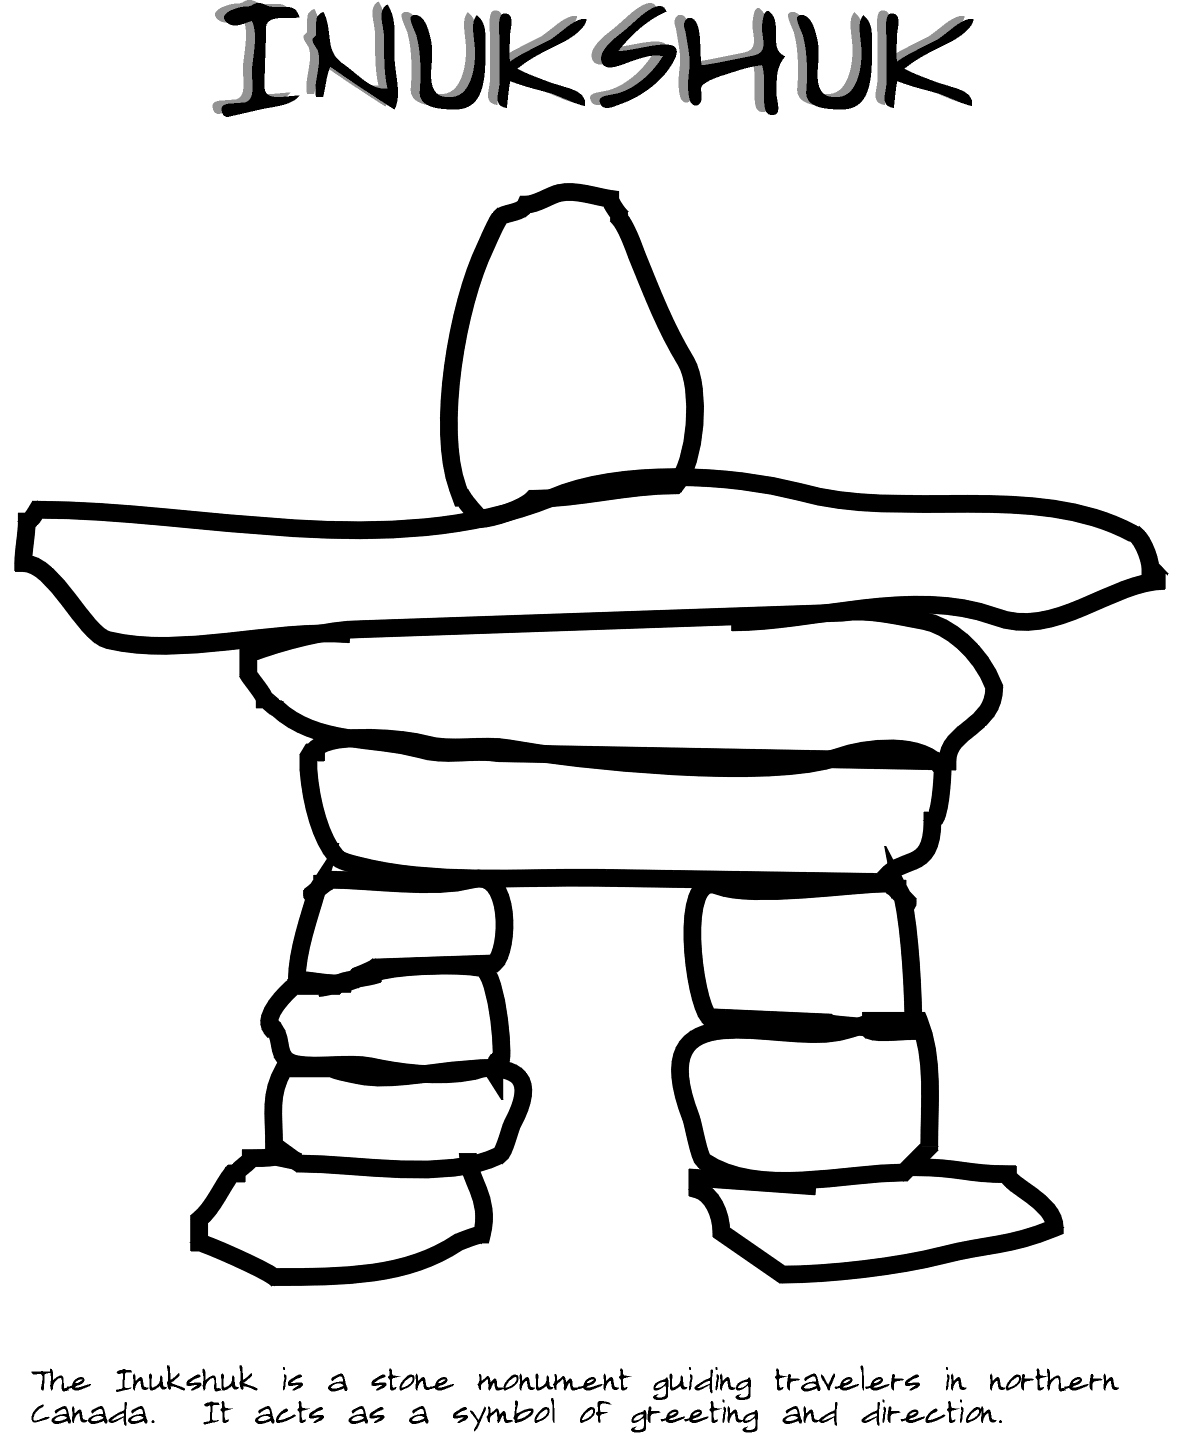 INUKSHUK
The Inukshuk is a stone monument guiding travelers in northern
Canada. It acts as a symbol of greeting and direction.